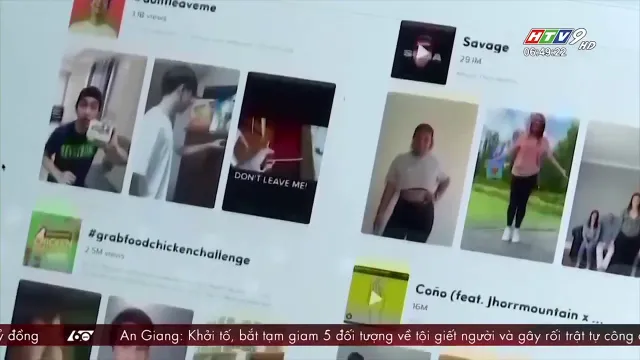 HTV9 HD
06:49:22
#dontleaveme
Savage
29.1M
DON'T LEAVE ME!
#grabfoodchickenchallenge
2.5M views
CHICKEN
Coño (feat. Jhorrmountain x ...
16M
ỷ đồng
60
An Giang: Khởi tố, bắt tạm giam 5 đối tượng về tội giết người và gây rối trật tự công